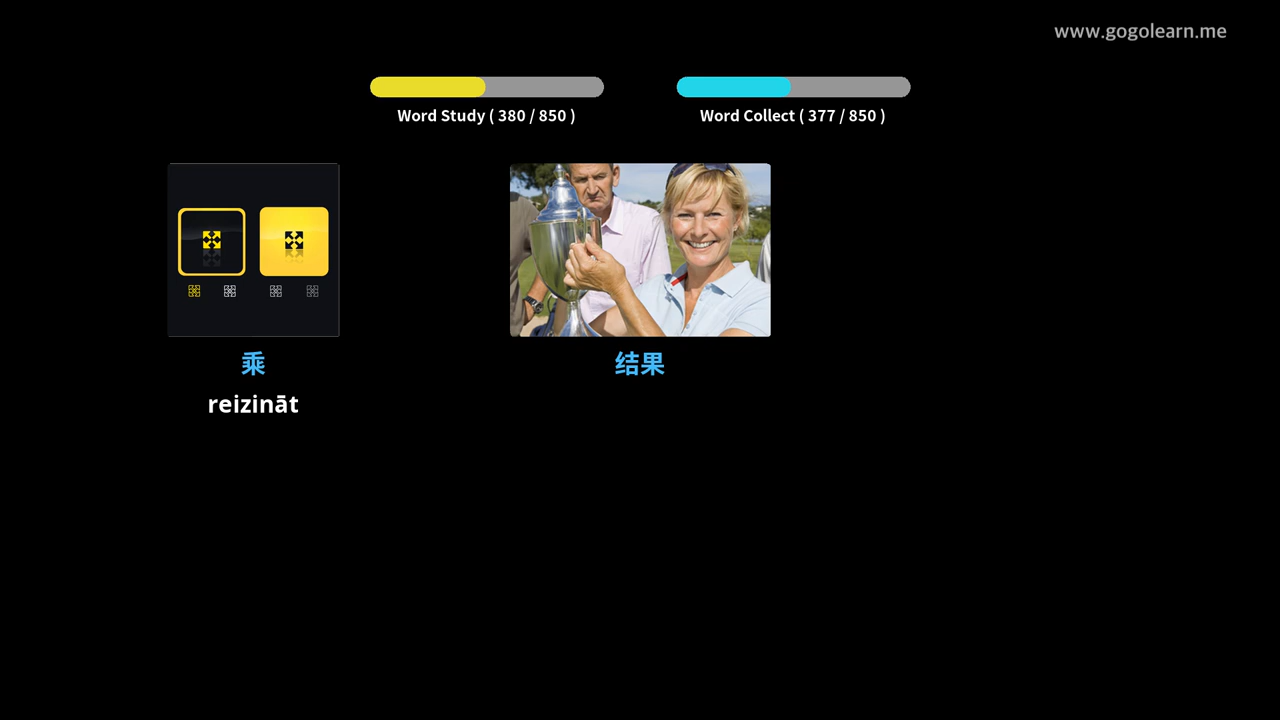 www.gogolearn.me
Word Study ( 380 / 850 )
Word Collect ( 377 / 850 )
乘
结果
reizināt